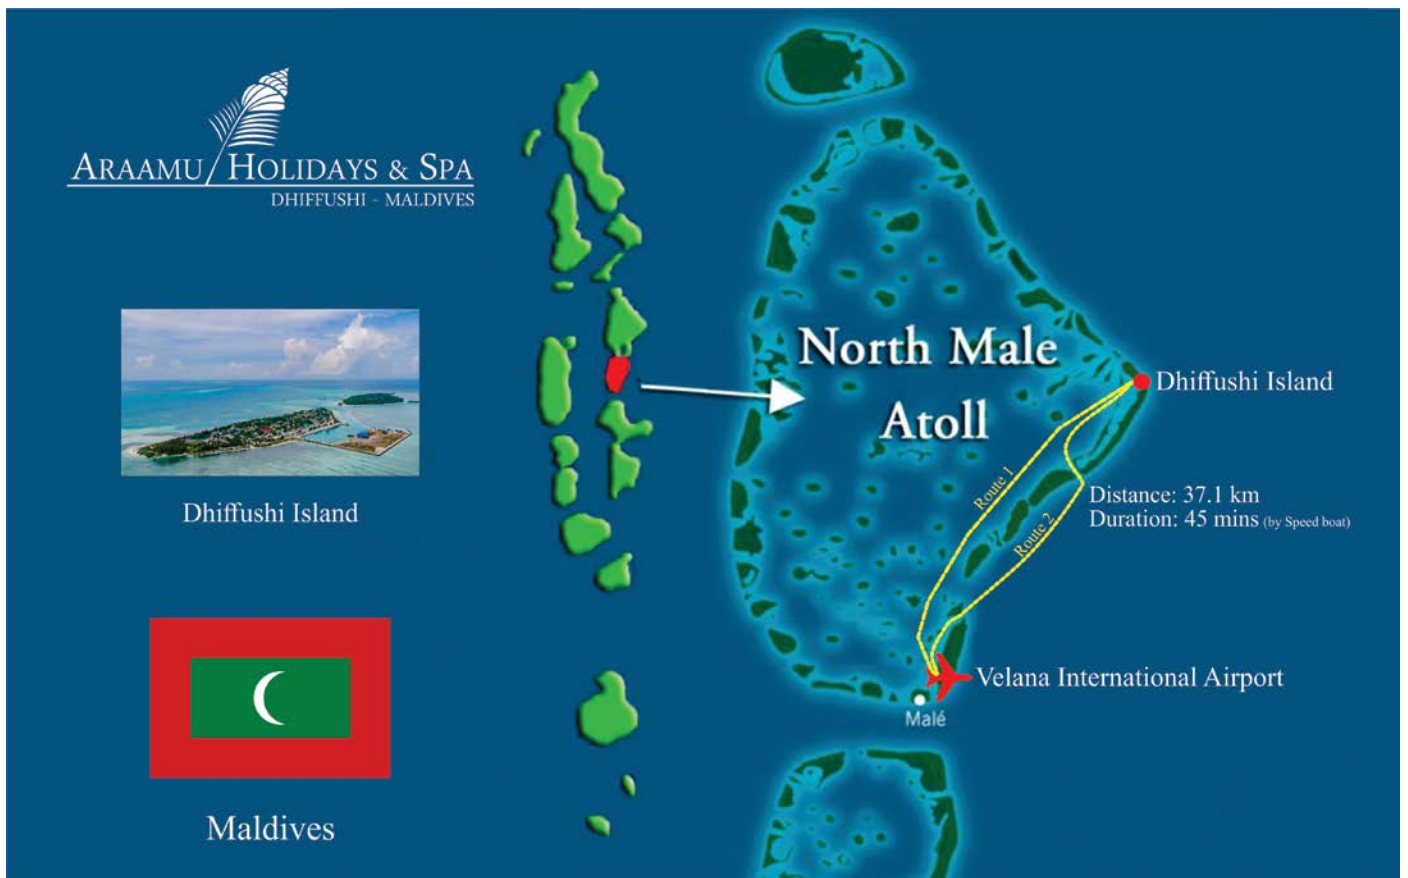 ARAAMU HOLIDAYS & SPA
DHIFFUSHI - MALDIVES
North Male
Atoll
Dhiffushi Island
Route 1
Distance: 37.1 km
Duration: 45 mins (by Speed boat)
Route 2
Dhiffushi Island
Velana International Airport
Malé
Maldives